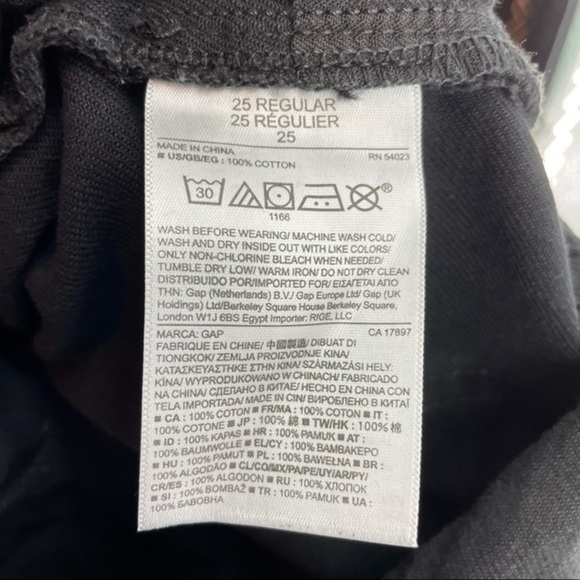 25 REGULAR
25 RÉGULIER
25
MADE IN CHINA RN 54023
■ US/GB/EG : 100% COTTON
30
®
1166
WASH BEFORE WEARING/ MACHINE WASH COLD/
WASH AND DRY INSIDE OUT WITH LIKE COLORS/
ONLY NON-CHLORINE BLEACH WHEN NEEDED/
TUMBLE DRY LOW/ WARM IRON/ DO NOT DRY CLEAN
DISTRIBUIDO POR/IMPORTED FOR/ ΕΙΣΑΓΕΤΑΙ ΑΠΟ
ΤΗΝ: Gap (Netherlands) B.V./ Gap Europe Ltd/ Gap (UK
Holdings) Ltd/Berkeley Square House Berkeley Square,
London W1J 6BS Egypt Importer: RIGE, LLC
MARCA: GAP CA 17897
FABRIQUE EN CHINE/ 中國製造/ DIBUAT DI
TIONGKOK/ ZEMLJA PROIZVODNJE KINA/
ΚΑΤΑΣΚΕΥΑΣΤΗΚΕ ΣΤΗΝ ΚΙΝΑ/ SZÁRMAZÁSI HELY:
KÍNA/ WYPRODUKOWANO W CHINACH/ FABRICADO
NA CHINA/ СДЕЛАНО В КИТАЕ/ HECHO EN CHINA CON
TELA IMPORTADA/ MADE IN CIN/ ВИРОБЛЕНО В КИТАЇ
■ CA : 100% COTON ■ FR/MA : 100% COTON ■ IT :
100% COTONE ■ JP : 100% 綿 ■ TW/HK : 100% 棉
■ ID : 100% KAPAS ■ HR : 100% PAMUK ■ AT :
100% BAUMWOLLE ■ EL/CY : 100% ΒΑΜΒΑΚΕΡΟ
■ HU : 100% PAMUT ■ PL : 100% BAWEŁNA ■ BR :
100% ALGODÃO ■ CL/CO/MX/PA/PE/UY/AR/PY/
CR/ES : 100% ALGODON ■ RU : 100% ХЛОПОК
■ SI : 100% BOMBAŽ ■ TR : 100% PAMUK ■ UA :
100% БАВОВНА